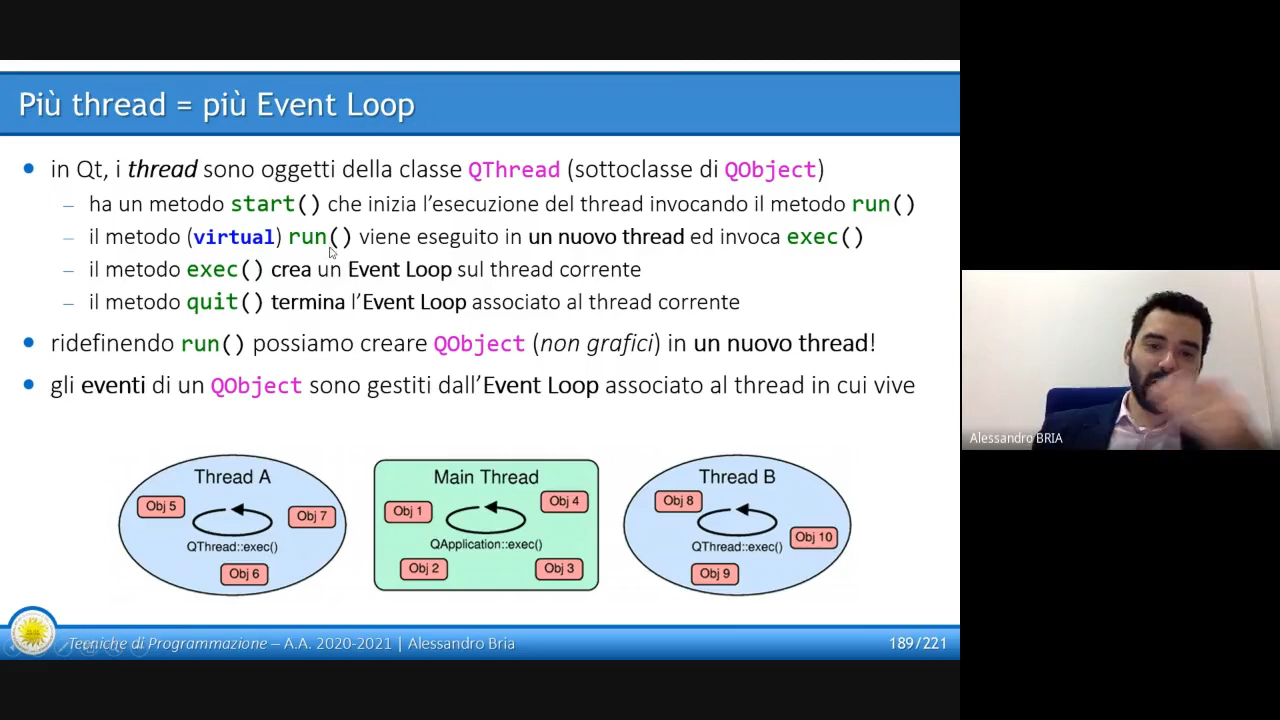 Più thread = più Event Loop
• in Qt, i thread sono oggetti della classe QThread (sottoclasse di QObject)
– ha un metodo start() che inizia l’esecuzione del thread invocando il metodo run()
– il metodo (virtual) run() viene eseguito in un nuovo thread ed invoca exec()
– il metodo exec() crea un Event Loop sul thread corrente
– il metodo quit() termina l’Event Loop associato al thread corrente
• ridefinendo run() possiamo creare QObject (non grafici) in un nuovo thread!
• gli eventi di un QObject sono gestiti dall’Event Loop associato al thread in cui vive
Thread A
Obj 5
Obj 7
QThread::exec()
Obj 6
Main Thread
Obj 1
Obj 4
QApplication::exec()
Obj 2
Obj 3
Thread B
Obj 8
Obj 10
QThread::exec()
Obj 9
Tecniche di Programmazione – A.A. 2020-2021 | Alessandro Bria
189/221
Alessandro BRIA